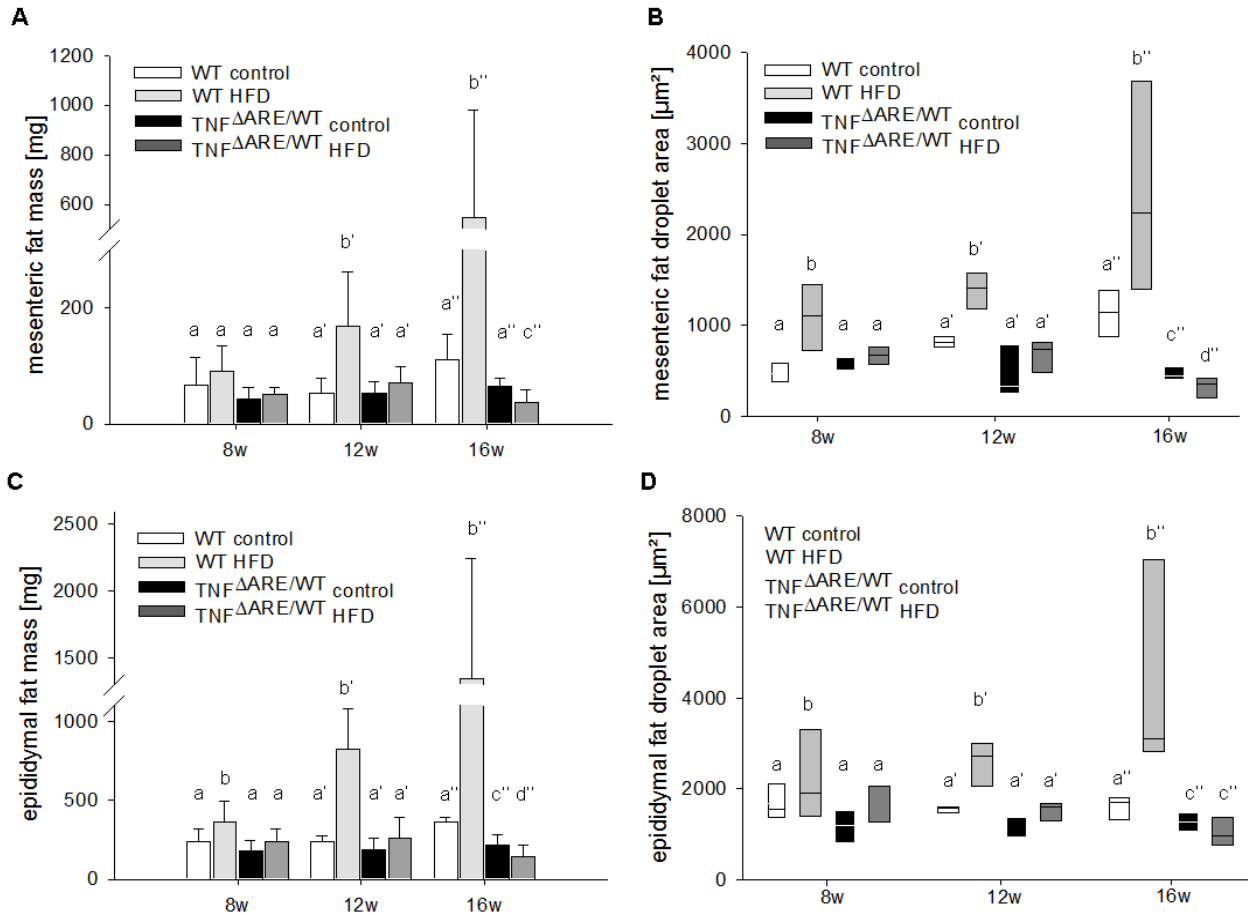 A
mesenteric fat mass [mg]
1200
1000
800
600
200
0
WT control
WT HFD
TNF ΔARE/WT control
TNF ΔARE/WT HFD
a a a a
a' b' a' a'
a'' b'' a'' c''
8w 12w 16w
B
mesenteric fat droplet area [µm²]
4000
3000
2000
1000
0
WT control
WT HFD
TNF ΔARE/WT control
TNF ΔARE/WT HFD
a b a a
a' b' a' a'
a'' b'' c'' d''
8w 12w 16w
C
epididymal fat mass [mg]
2500
2000
1500
1000
500
0
WT control
WT HFD
TNF ΔARE/WT control
TNF ΔARE/WT HFD
a b a a
a' b' a' a'
a'' b'' c'' d''
8w 12w 16w
D
epididymal fat droplet area [µm²]
8000
6000
4000
2000
0
WT control
WT HFD
TNF ΔARE/WT control
TNF ΔARE/WT HFD
a b a a
a' b' a' a'
a'' b'' c'' c''
8w 12w 16w